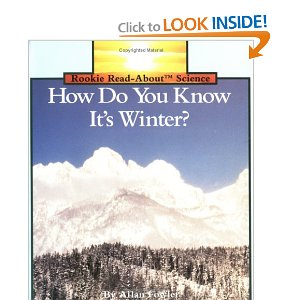 Click to LOOK INSIDE!
Rookie Read-About™ Science
How Do You Know
It's Winter?
By Allan Fowler